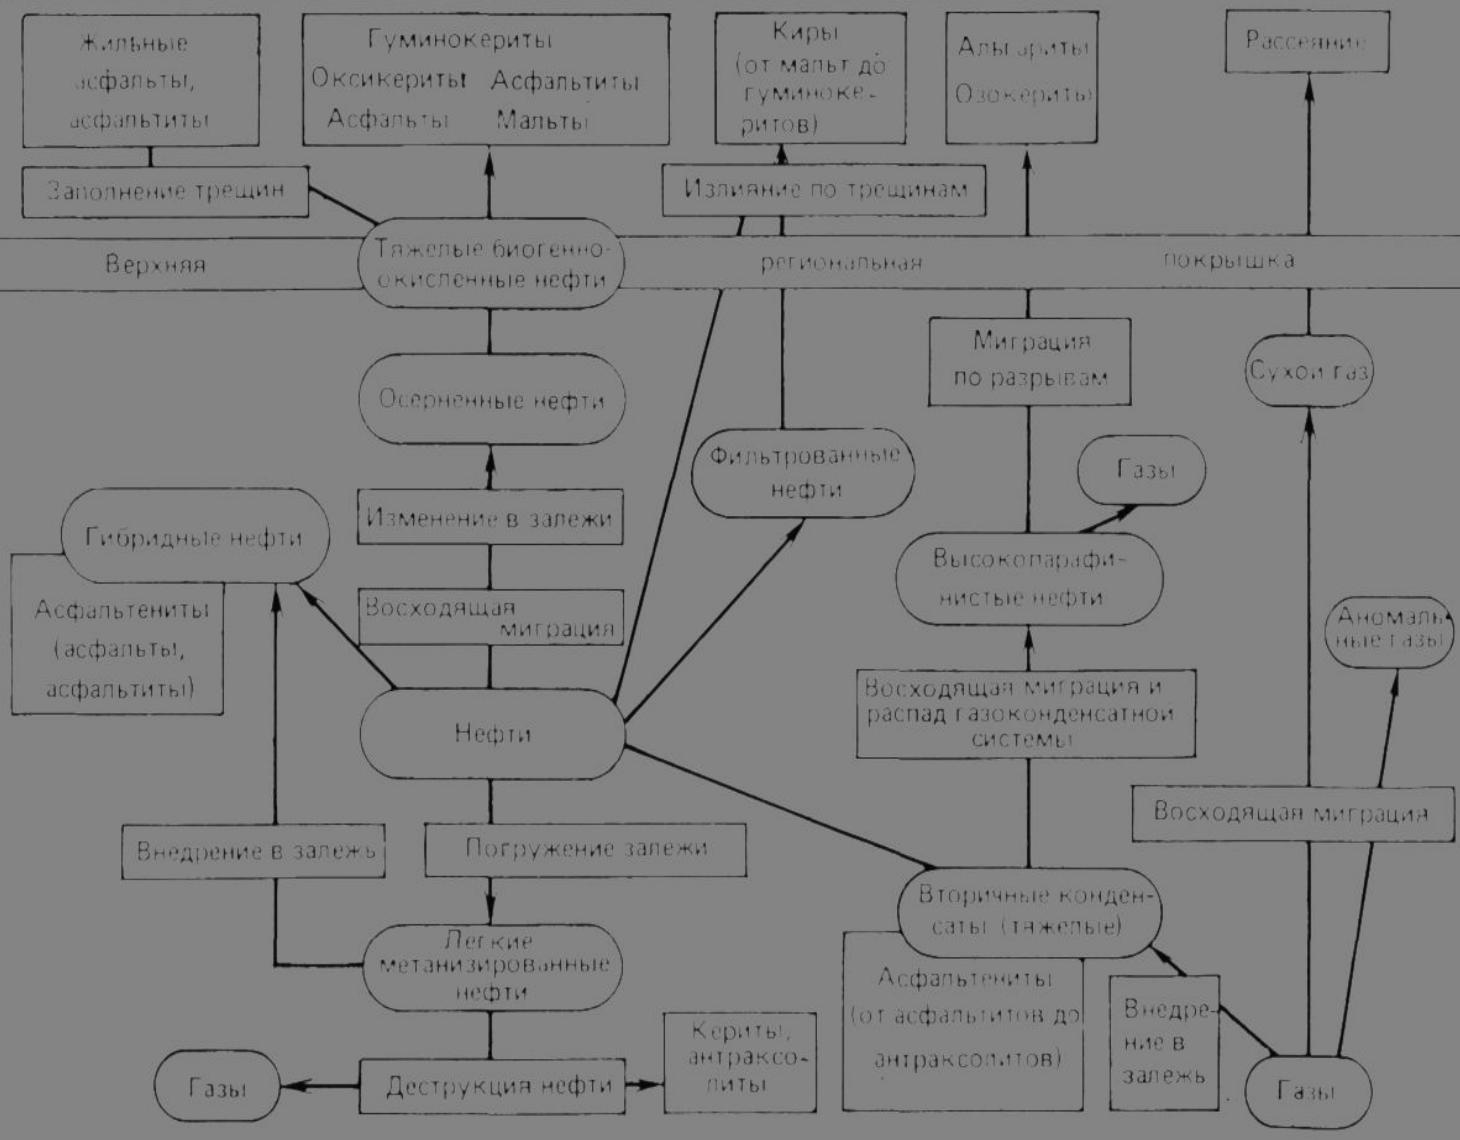 Жильные
асфальты,
асфальтиты
Гуминокериты
Оксикериты Асфальтиты
Асфальты Мальты
Киры
(от мальт до
гуминоке-
ритов)
Альгариты
Озокериты
Рассеяние
Заполнение трещин
Излияние по трещинам
Тяжелые биогенно-
окисленные нефти
Верхняя региональная покрышка
Миграция
по разрывам
Сухой газ
Осерненные нефти
Фильтрованные
нефти
Газы
Изменение в залежи
Гибридные нефти
Высокопарафи-
нистые нефти
Асфальтениты
(асфальты,
асфальтиты)
Восходящая
миграция
Аномаль-
ные газы
Восходящая миграция и
распад газоконденсатной
системы
Нефти
Восходящая миграция
Внедрение в залежь
Погружение залежи
Вторичные конден-
саты (тяжелые)
Легкие
метанизированные
нефти
Асфальтениты
(от асфальтитов до
антраксолитов)
Внедре-
ние в
залежь
Кериты,
антраксо-
литы
Газы
Деструкция нефти
Газы